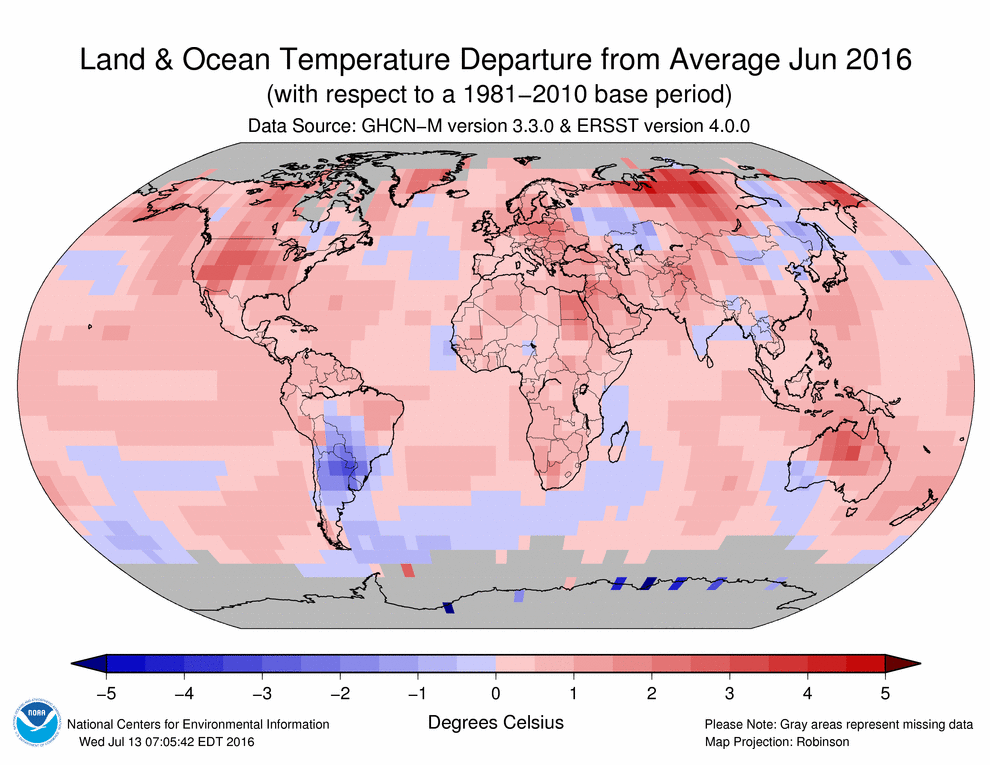 Land & Ocean Temperature Departure from Average Jun 2016
(with respect to a 1981−2010 base period)
Data Source: GHCN−M version 3.3.0 & ERSST version 4.0.0
−5 −4 −3 −2 −1 0 1 2 3 4 5
Degrees Celsius
NOAA
National Centers for Environmental Information
Wed Jul 13 07:05:42 EDT 2016
Please Note: Gray areas represent missing data
Map Projection: Robinson